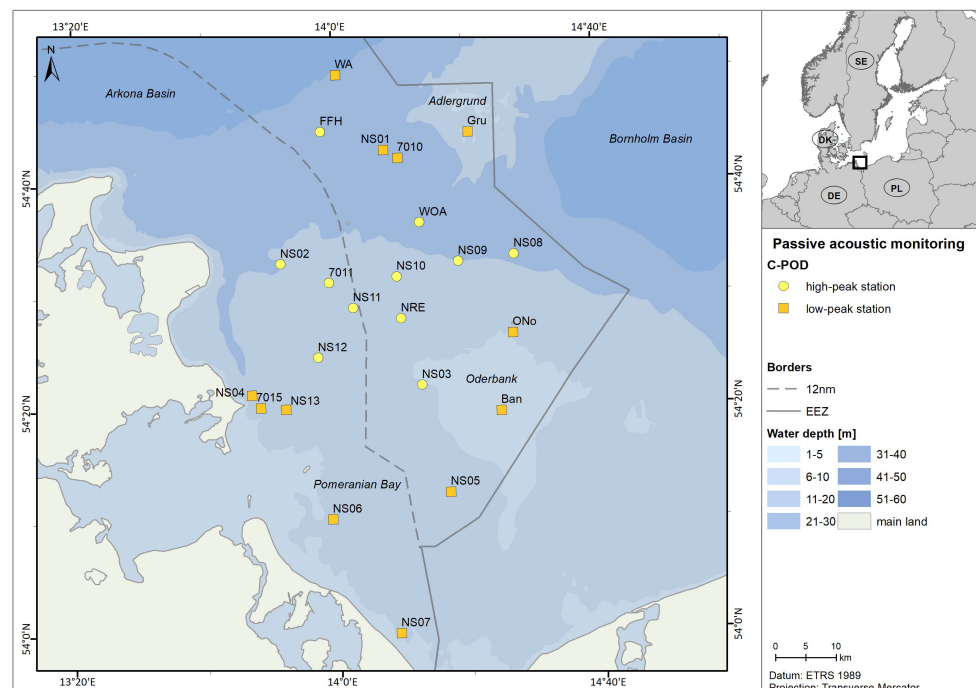 13°20'E
14°0'E
14°40'E
N
WA
Arkona Basin
Adlergrund
FFH
Gru
NS01
7010
Bornholm Basin
54°40'N
54°40'N
WOA
NS02
NS09
NS08
NS10
7011
NS11
NRE
ONo
NS12
NS03
Oderbank
NS04
7015
NS13
Ban
54°20'N
54°20'N
Pomeranian Bay
NS05
NS06
NS07
54°0'N
54°0'N
13°20'E
14°0'E
14°40'E
SE
DK
DE
PL
Passive acoustic monitoring
C-POD
high-peak station
low-peak station
Borders
12nm
EEZ
Water depth [m]
1-5
31-40
6-10
41-50
11-20
51-60
21-30
main land
0 5 10
km
Datum: ETRS 1989
Projection: Transverse Mercator